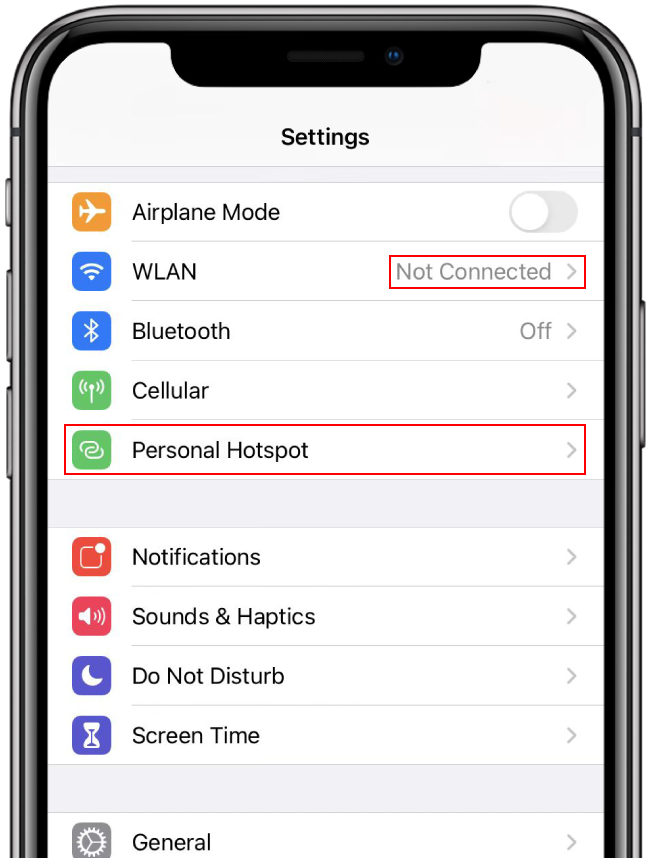 Settings
Airplane Mode
WLAN Not Connected
Bluetooth Off
Cellular
Personal Hotspot
Notifications
Sounds & Haptics
Do Not Disturb
Screen Time
General